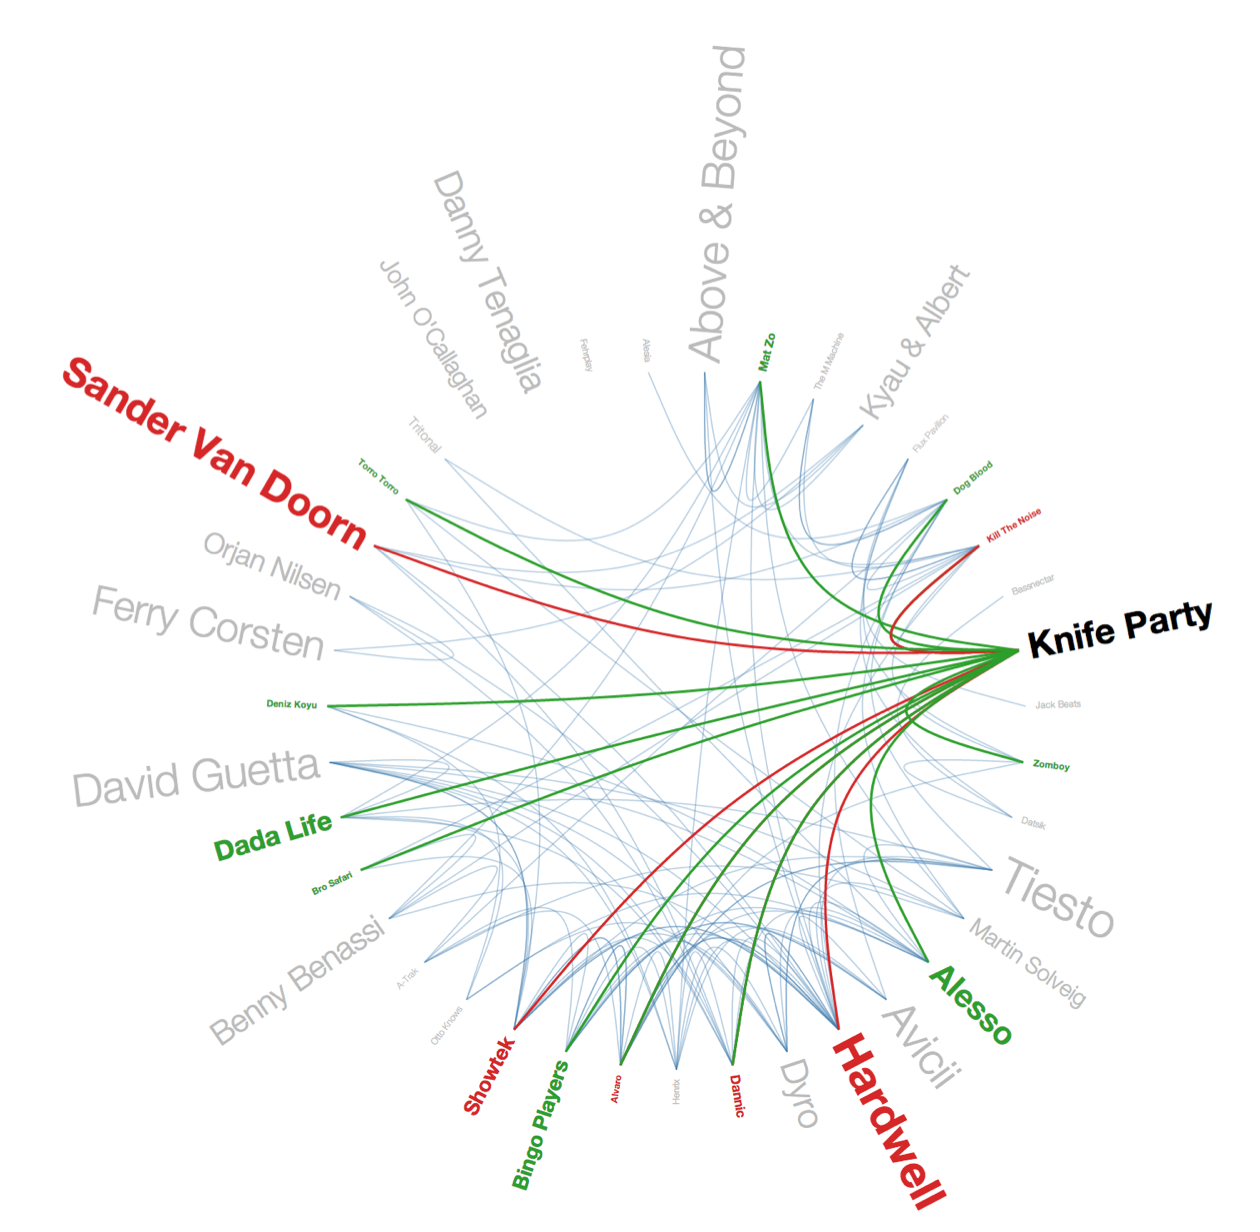 Above & Beyond
Mat Zo
The M Machine
Kyau & Albert
Flux Pavilion
Dog Blood
Kill The Noise
Bassnectar
Knife Party
Jack Beats
Zomboy
Datsik
Tiesto
Martin Solveig
Alesso
Avicii
Hardwell
Dyro
Dannic
Henrix
Alvaro
Bingo Players
Showtek
Otto Knows
A-Trak
Benny Benassi
Bro Safari
Dada Life
David Guetta
Deniz Koyu
Ferry Corsten
Orjan Nilsen
Sander Van Doorn
Torro Torro
Tritonal
John O'Callaghan
Danny Tenaglia
Fehrplay
Alesia